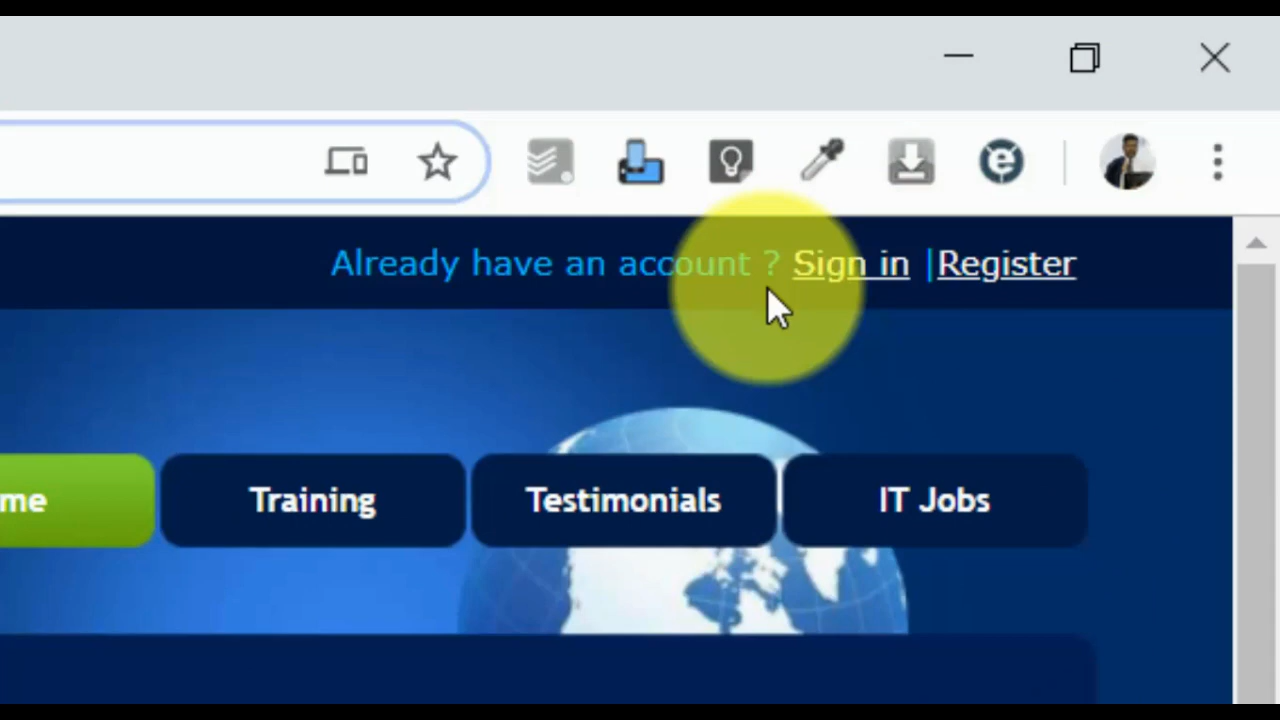 Already have an account ? Sign in |Register
me Training Testimonials IT Jobs